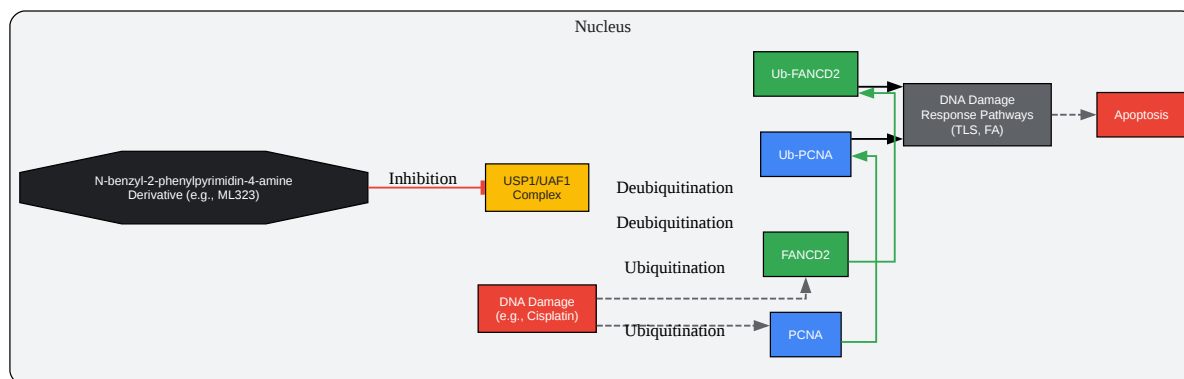 Nucleus
Ub-FANCD2
DNA Damage
Response Pathways
(TLS, FA)
Apoptosis
Ub-PCNA
N-benzyl-2-phenylpyrimidin-4-amine
Derivative (e.g., ML323)
Inhibition
USP1/UAF1
Complex
Deubiquitination
Deubiquitination
FANCD2
Ubiquitination
DNA Damage
(e.g., Cisplatin)
Ubiquitination
PCNA